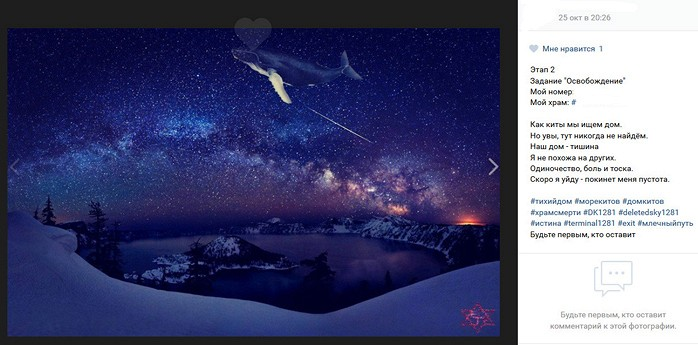 25 окт в 20:26
Мне нравится 1
Этап 2
Задание "Освобождение"
Мой номер
Мой храм: #
Как киты мы ищем дом.
Но увы, тут никогда не найдём.
Наш дом - тишина
Я не похожа на других.
Одиночество, боль и тоска.
Скоро я уйду - покинет меня пустота.
#тихийдом #морекитов #домкитов
#храмсмерти #DK1281 #deletedsky1281
#истина #terminal1281 #exit #млечныйпуть
Будьте первым, кто оставит
Будьте первым, кто оставит
комментарий к этой фотографии.